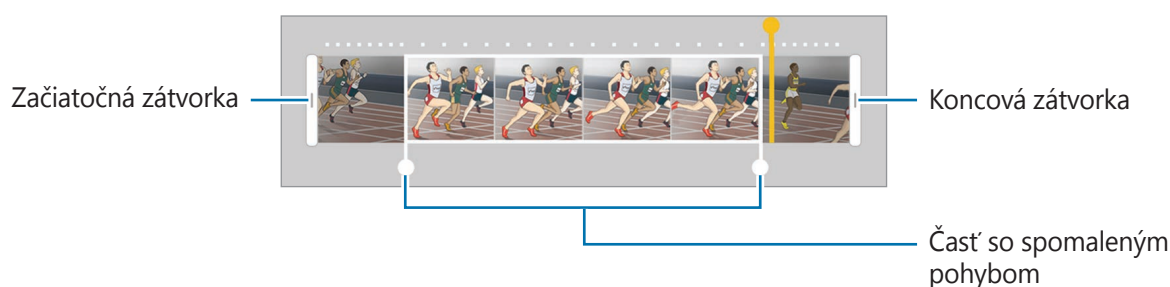 Začiatočná zátvorka
Koncová zátvorka
Časť so spomaleným
pohybom